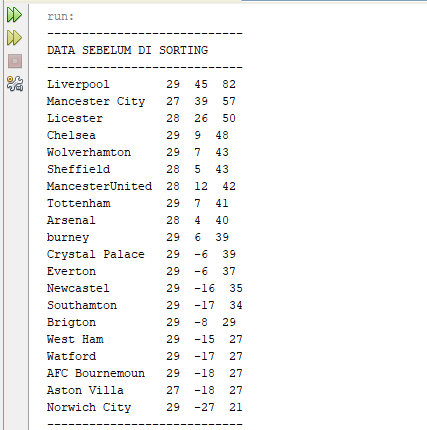 run:
----------------------------
DATA SEBELUM DI SORTING
----------------------------
Liverpool        29  45  82
Mancester City   27  39  57
Licester         28  26  50
Chelsea          29  9  48
Wolverhamton     29  7  43
Sheffield        28  5  43
MancesterUnited  28  12  42
Tottenham        29  7  41
Arsenal          28  4  40
burney           29  6  39
Crystal Palace   29  -6  39
Everton          29  -6  37
Newcastel        29  -16  35
Southamton       29  -17  34
Brigton          29  -8  29
West Ham         29  -15  27
Watford          29  -17  27
AFC Bournemoun   29  -18  27
Aston Villa      27  -18  27
Norwich City     29  -27  21
----------------------------